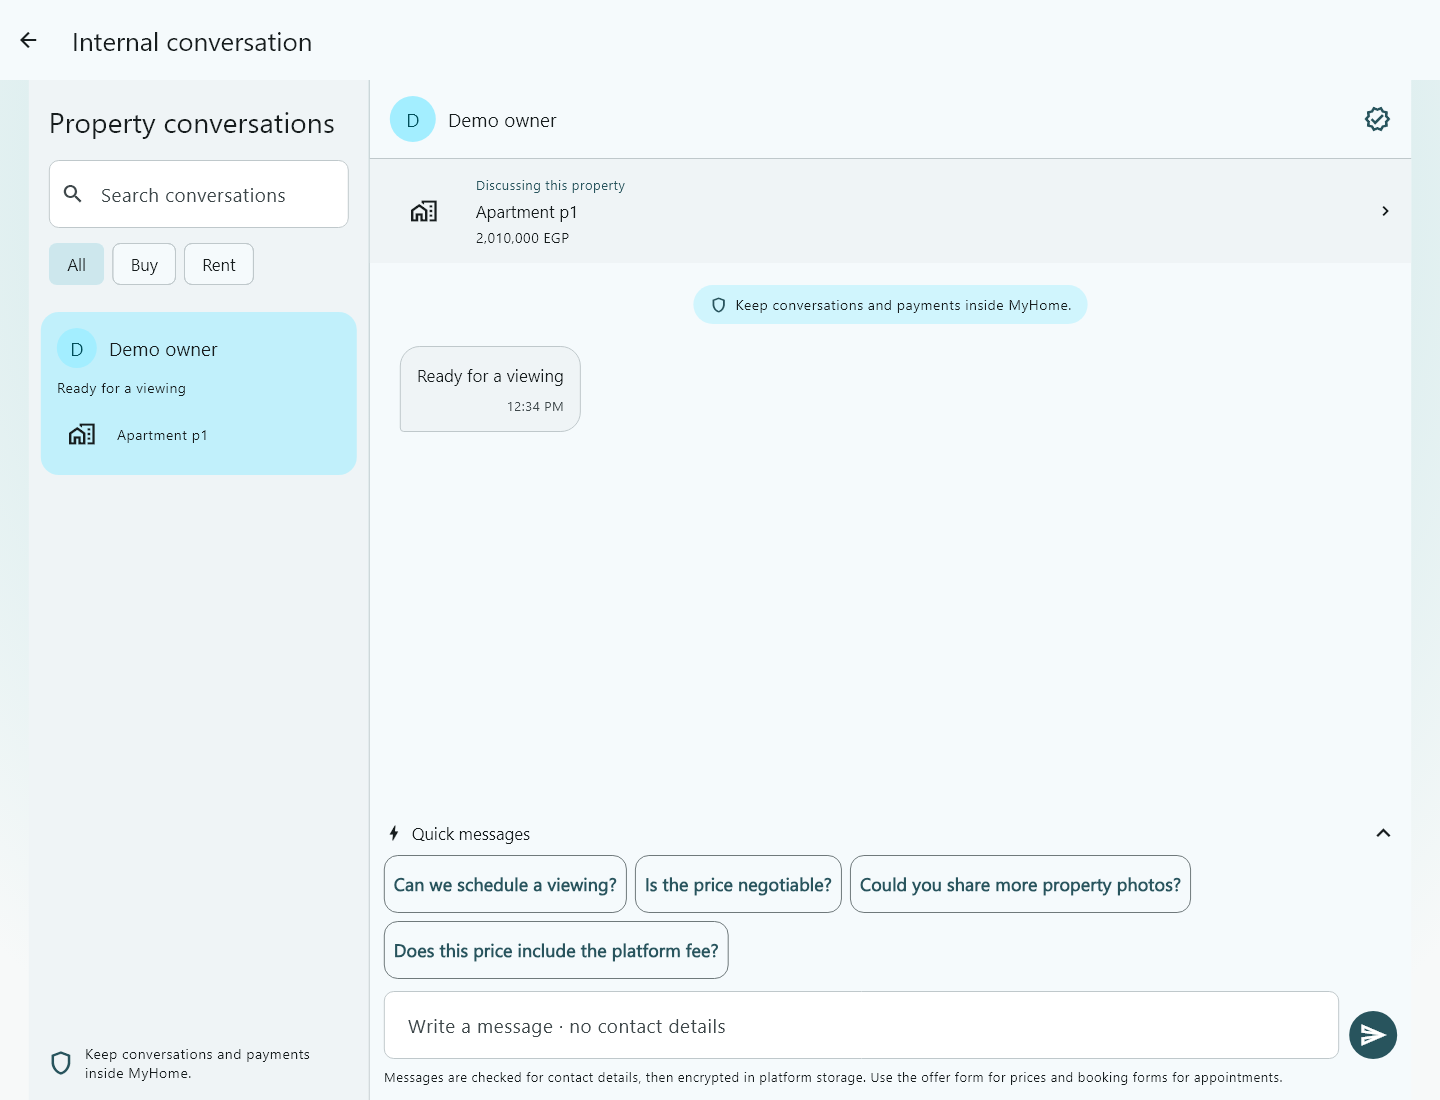 Internal conversation
Property conversations
Search conversations
All
Buy
Rent
D
Demo owner
Ready for a viewing
Apartment p1
Keep conversations and payments
inside MyHome.
D
Demo owner
Discussing this property
Apartment p1
2,010,000 EGP
Keep conversations and payments inside MyHome.
Ready for a viewing
12:34 PM
Quick messages
Can we schedule a viewing?
Is the price negotiable?
Could you share more property photos?
Does this price include the platform fee?
Write a message · no contact details
Messages are checked for contact details, then encrypted in platform storage. Use the offer form for prices and booking forms for appointments.